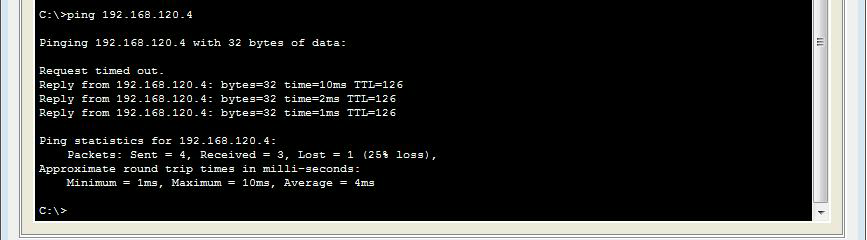 C:\>ping 192.168.120.4
Pinging 192.168.120.4 with 32 bytes of data:
Request timed out.
Reply from 192.168.120.4: bytes=32 time=10ms TTL=126
Reply from 192.168.120.4: bytes=32 time=2ms TTL=126
Reply from 192.168.120.4: bytes=32 time=1ms TTL=126
Ping statistics for 192.168.120.4:
    Packets: Sent = 4, Received = 3, Lost = 1 (25% loss),
Approximate round trip times in milli-seconds:
    Minimum = 1ms, Maximum = 10ms, Average = 4ms
C:\>